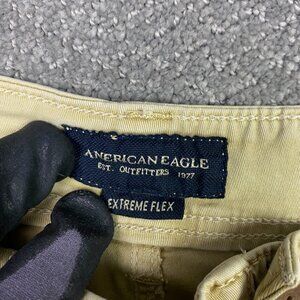 AMERICAN EAGLE
EST. OUTFITTERS 1977
EXTREME FLEX